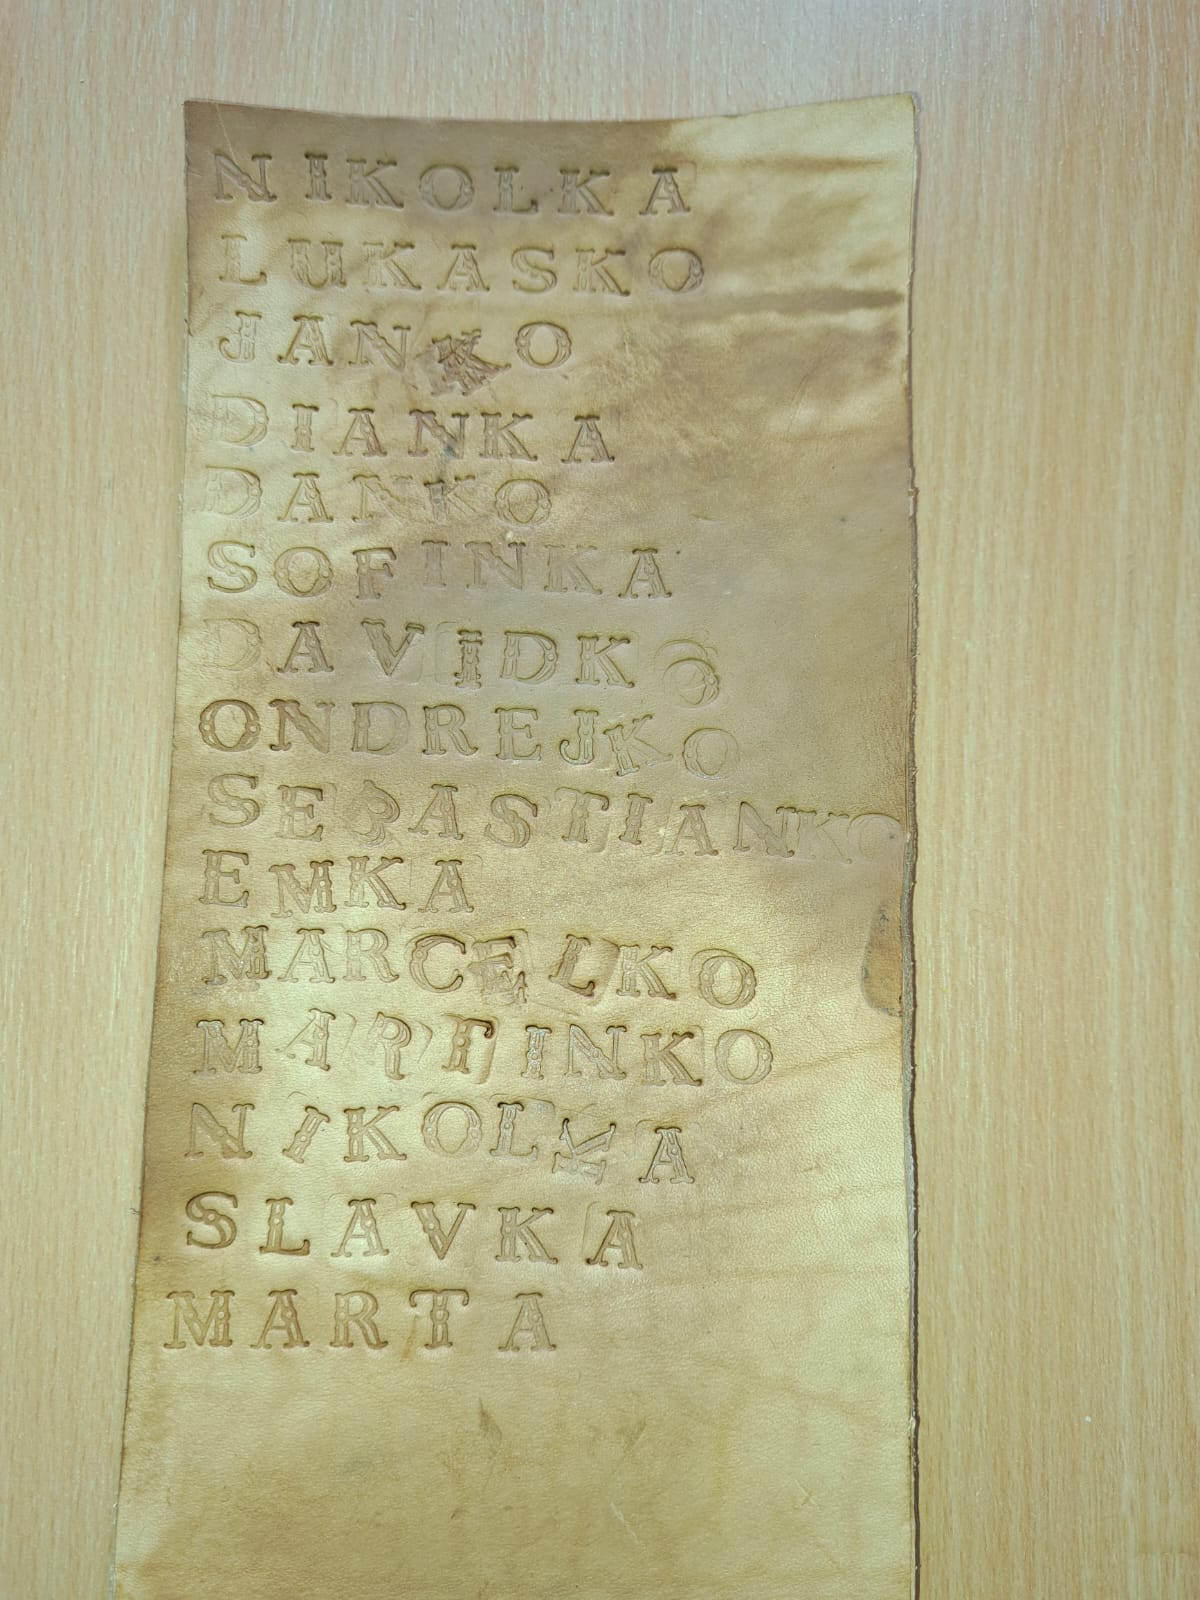 NIKOLKA
LUKASKO
JANKO
DIANKA
DANKO
SOFINKA
DAVIDKO
ONDREJKO
SEBASTIANKO
EMKA
MARCELKO
MARTINKO
NIKOLKA
SLAVKA
MARTA